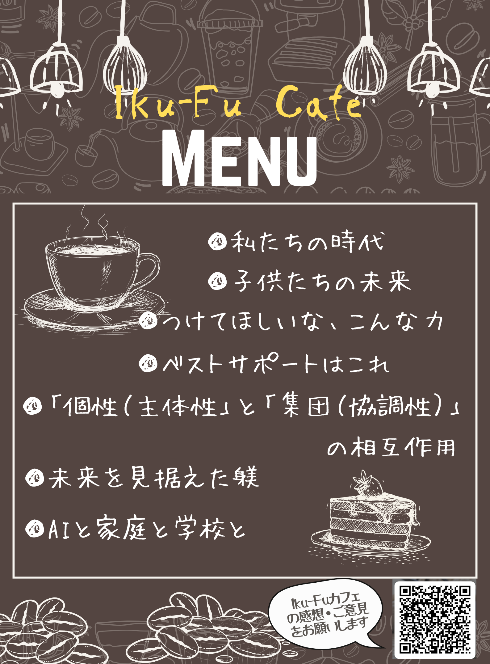 Iku-Fu Cafe
MENU
私たちの時代
子供たちの未来
つけてほしいな、こんな力
ベストサポートはこれ
「個性(主体性)」と「集団(協調性)」
の相互作用
未来を見据えた躾
AIと家庭と学校と
Iku-Fuカフェ
の感想・ご意見
をお願いします